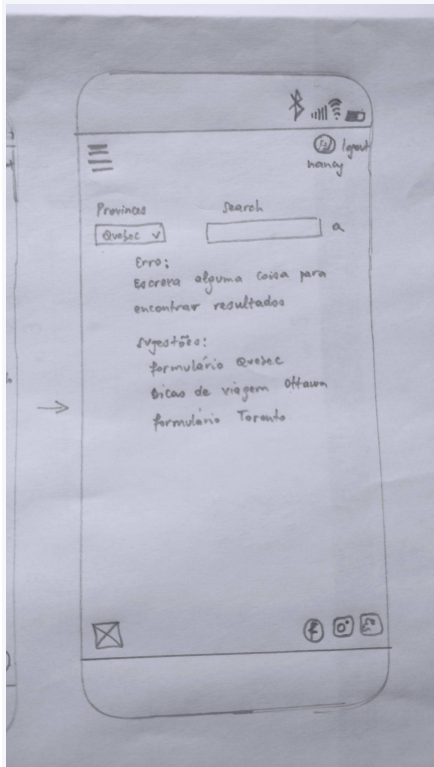 logout
nancy
Provinces Search
Quebec
Erro:
Escreva alguma coisa para
encontrar resultados
Sugestões:
formulário Quebec
Dicas de viagem Ottawa
formulário Toronto